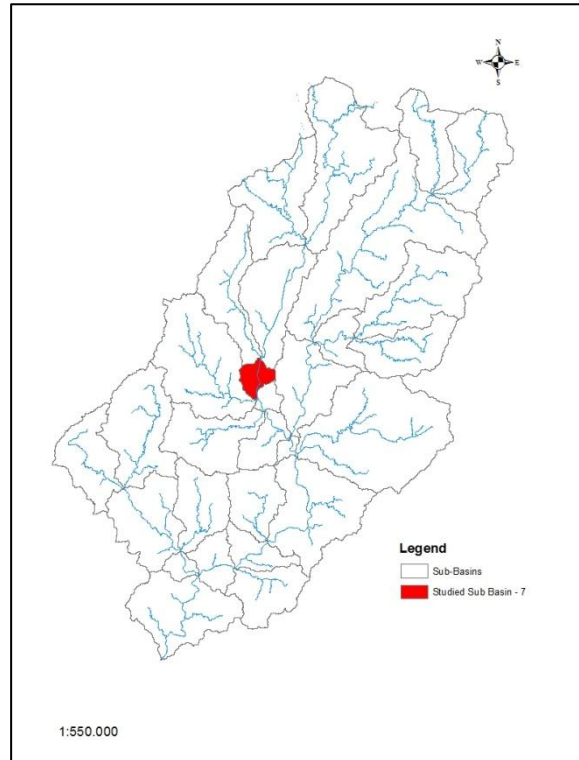 N
W E
S
Legend
Sub-Basins
Studied Sub Basin - 7
1:550.000